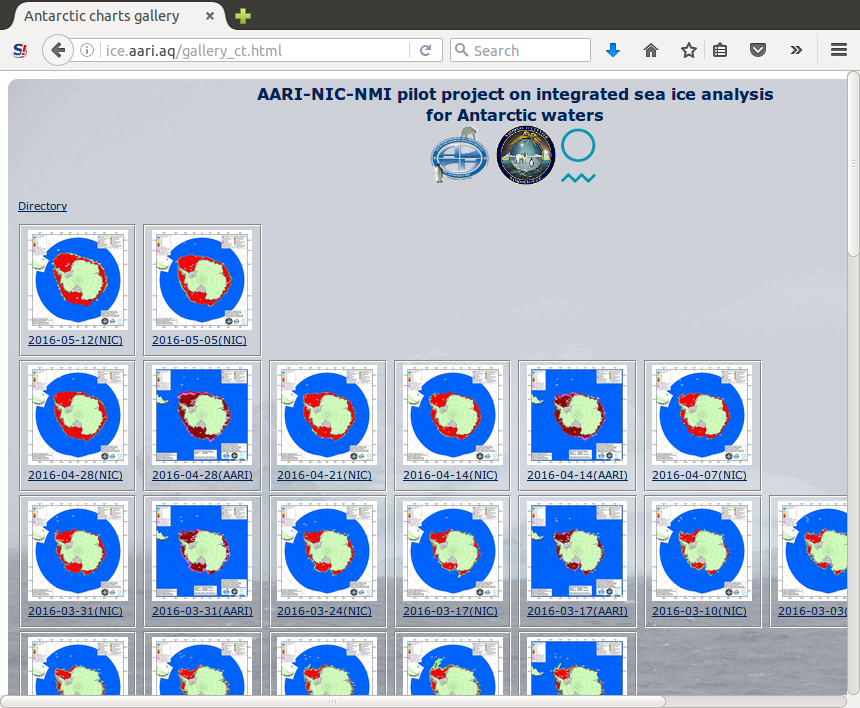 Antarctic charts gallery
ice.aari.aq/gallery_ct.html
Search
AARI-NIC-NMI pilot project on integrated sea ice analysis
for Antarctic waters
Directory
2016-05-12(NIC) 2016-05-05(NIC)
2016-04-28(NIC) 2016-04-28(AARI) 2016-04-21(NIC) 2016-04-14(NIC) 2016-04-14(AARI) 2016-04-07(NIC)
2016-03-31(NIC) 2016-03-31(AARI) 2016-03-24(NIC) 2016-03-17(NIC) 2016-03-17(AARI) 2016-03-10(NIC) 2016-03-03(